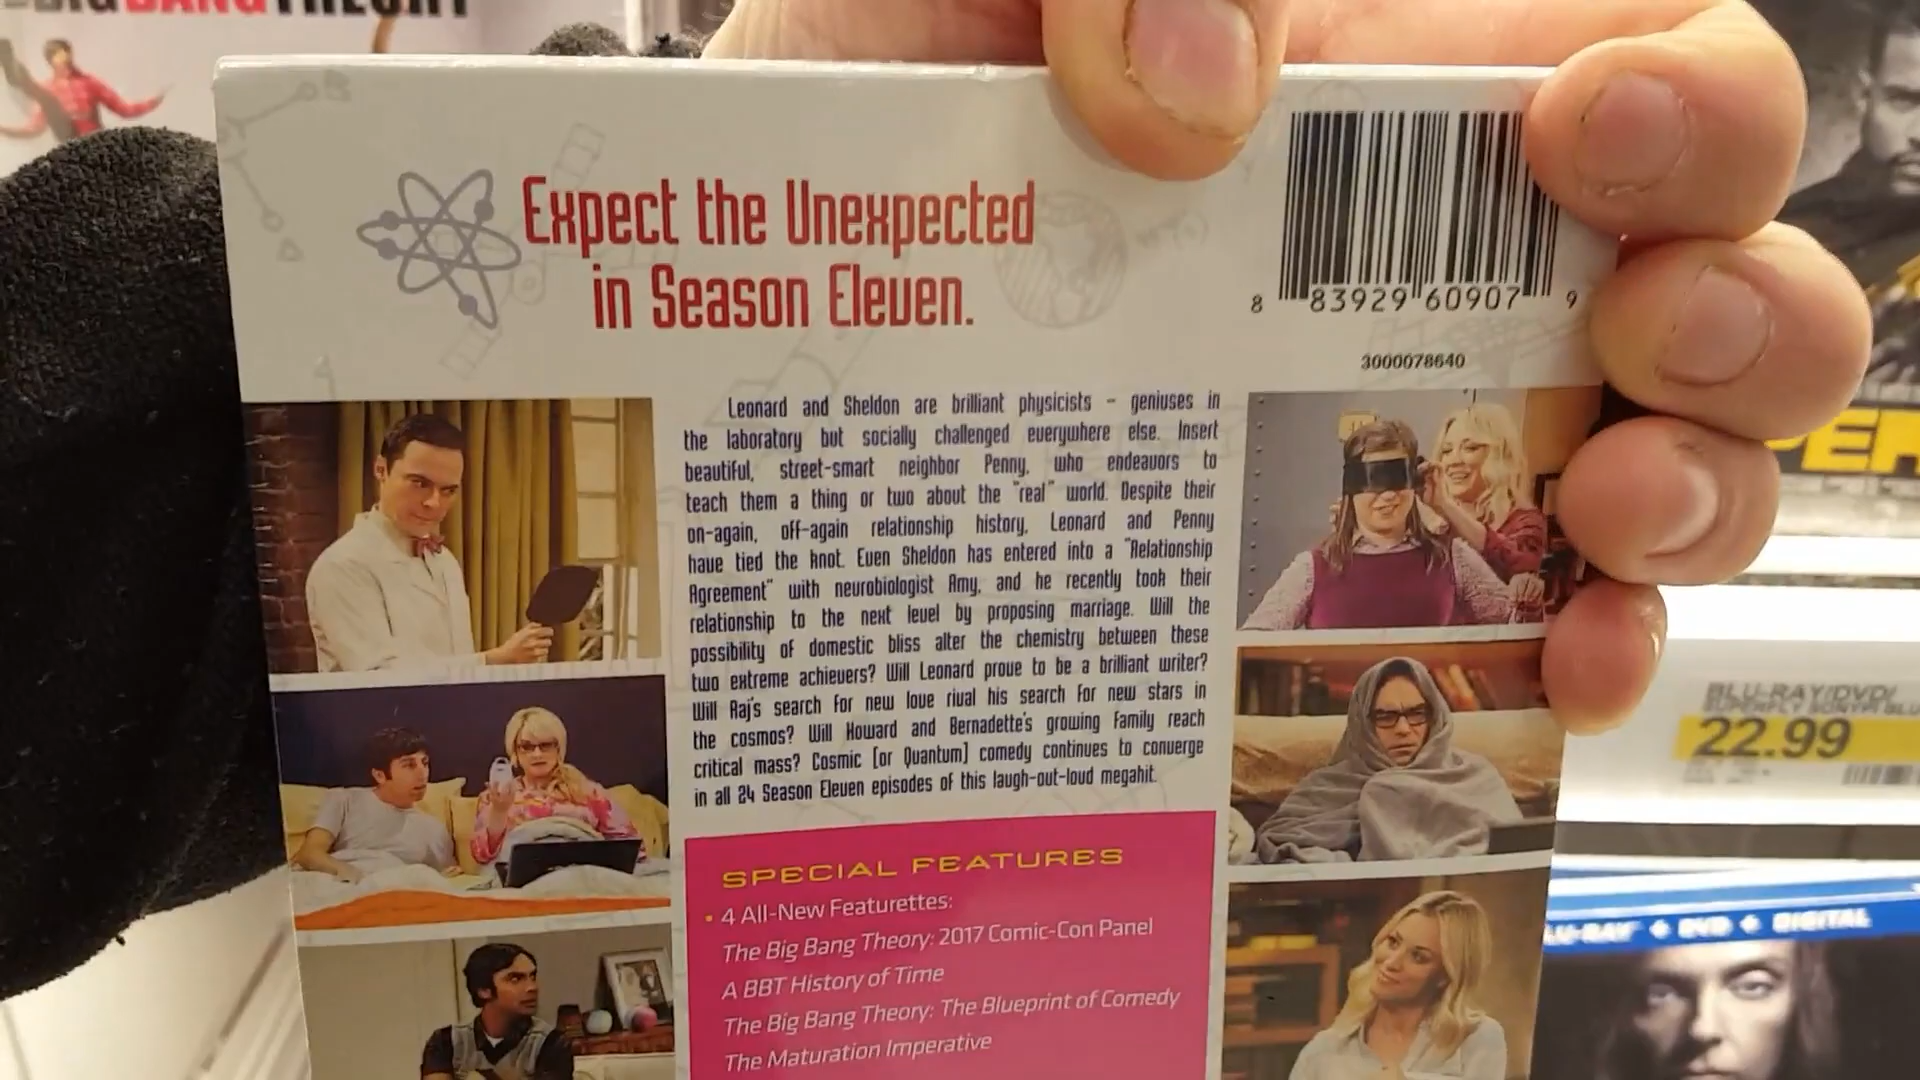 BIG BANG THEORY
Expect the Unexpected
in Season Eleven.
8 83929 60907 9
3000078640
Leonard and Sheldon are brilliant physicists – geniuses in
the laboratory but socially challenged everywhere else. Insert
beautiful, street-smart neighbor Penny, who endeavors to
teach them a thing or two about the "real" world. Despite their
on-again, off-again relationship history, Leonard and Penny
have tied the knot. Even Sheldon has entered into a "Relationship
Agreement" with neurobiologist Amy, and he recently took their
relationship to the next level by proposing marriage. Will the
possibility of domestic bliss alter the chemistry between these
two extreme achievers? Will Leonard prove to be a brilliant writer?
Will Raj's search for new love rival his search for new stars in
the cosmos? Will Howard and Bernadette's growing family reach
critical mass? Cosmic [or Quantum] comedy continues to converge
in all 24 Season Eleven episodes of this laugh-out-loud megahit.
SPECIAL FEATURES
• 4 All-New Featurettes:
The Big Bang Theory: 2017 Comic-Con Panel
A BBT History of Time
The Big Bang Theory: The Blueprint of Comedy
The Maturation Imperative
PER
BLU-RAY/DVD/
SUPERFLY SONYPI BLU
22.99
LU-RAY + DVD + DIGITAL